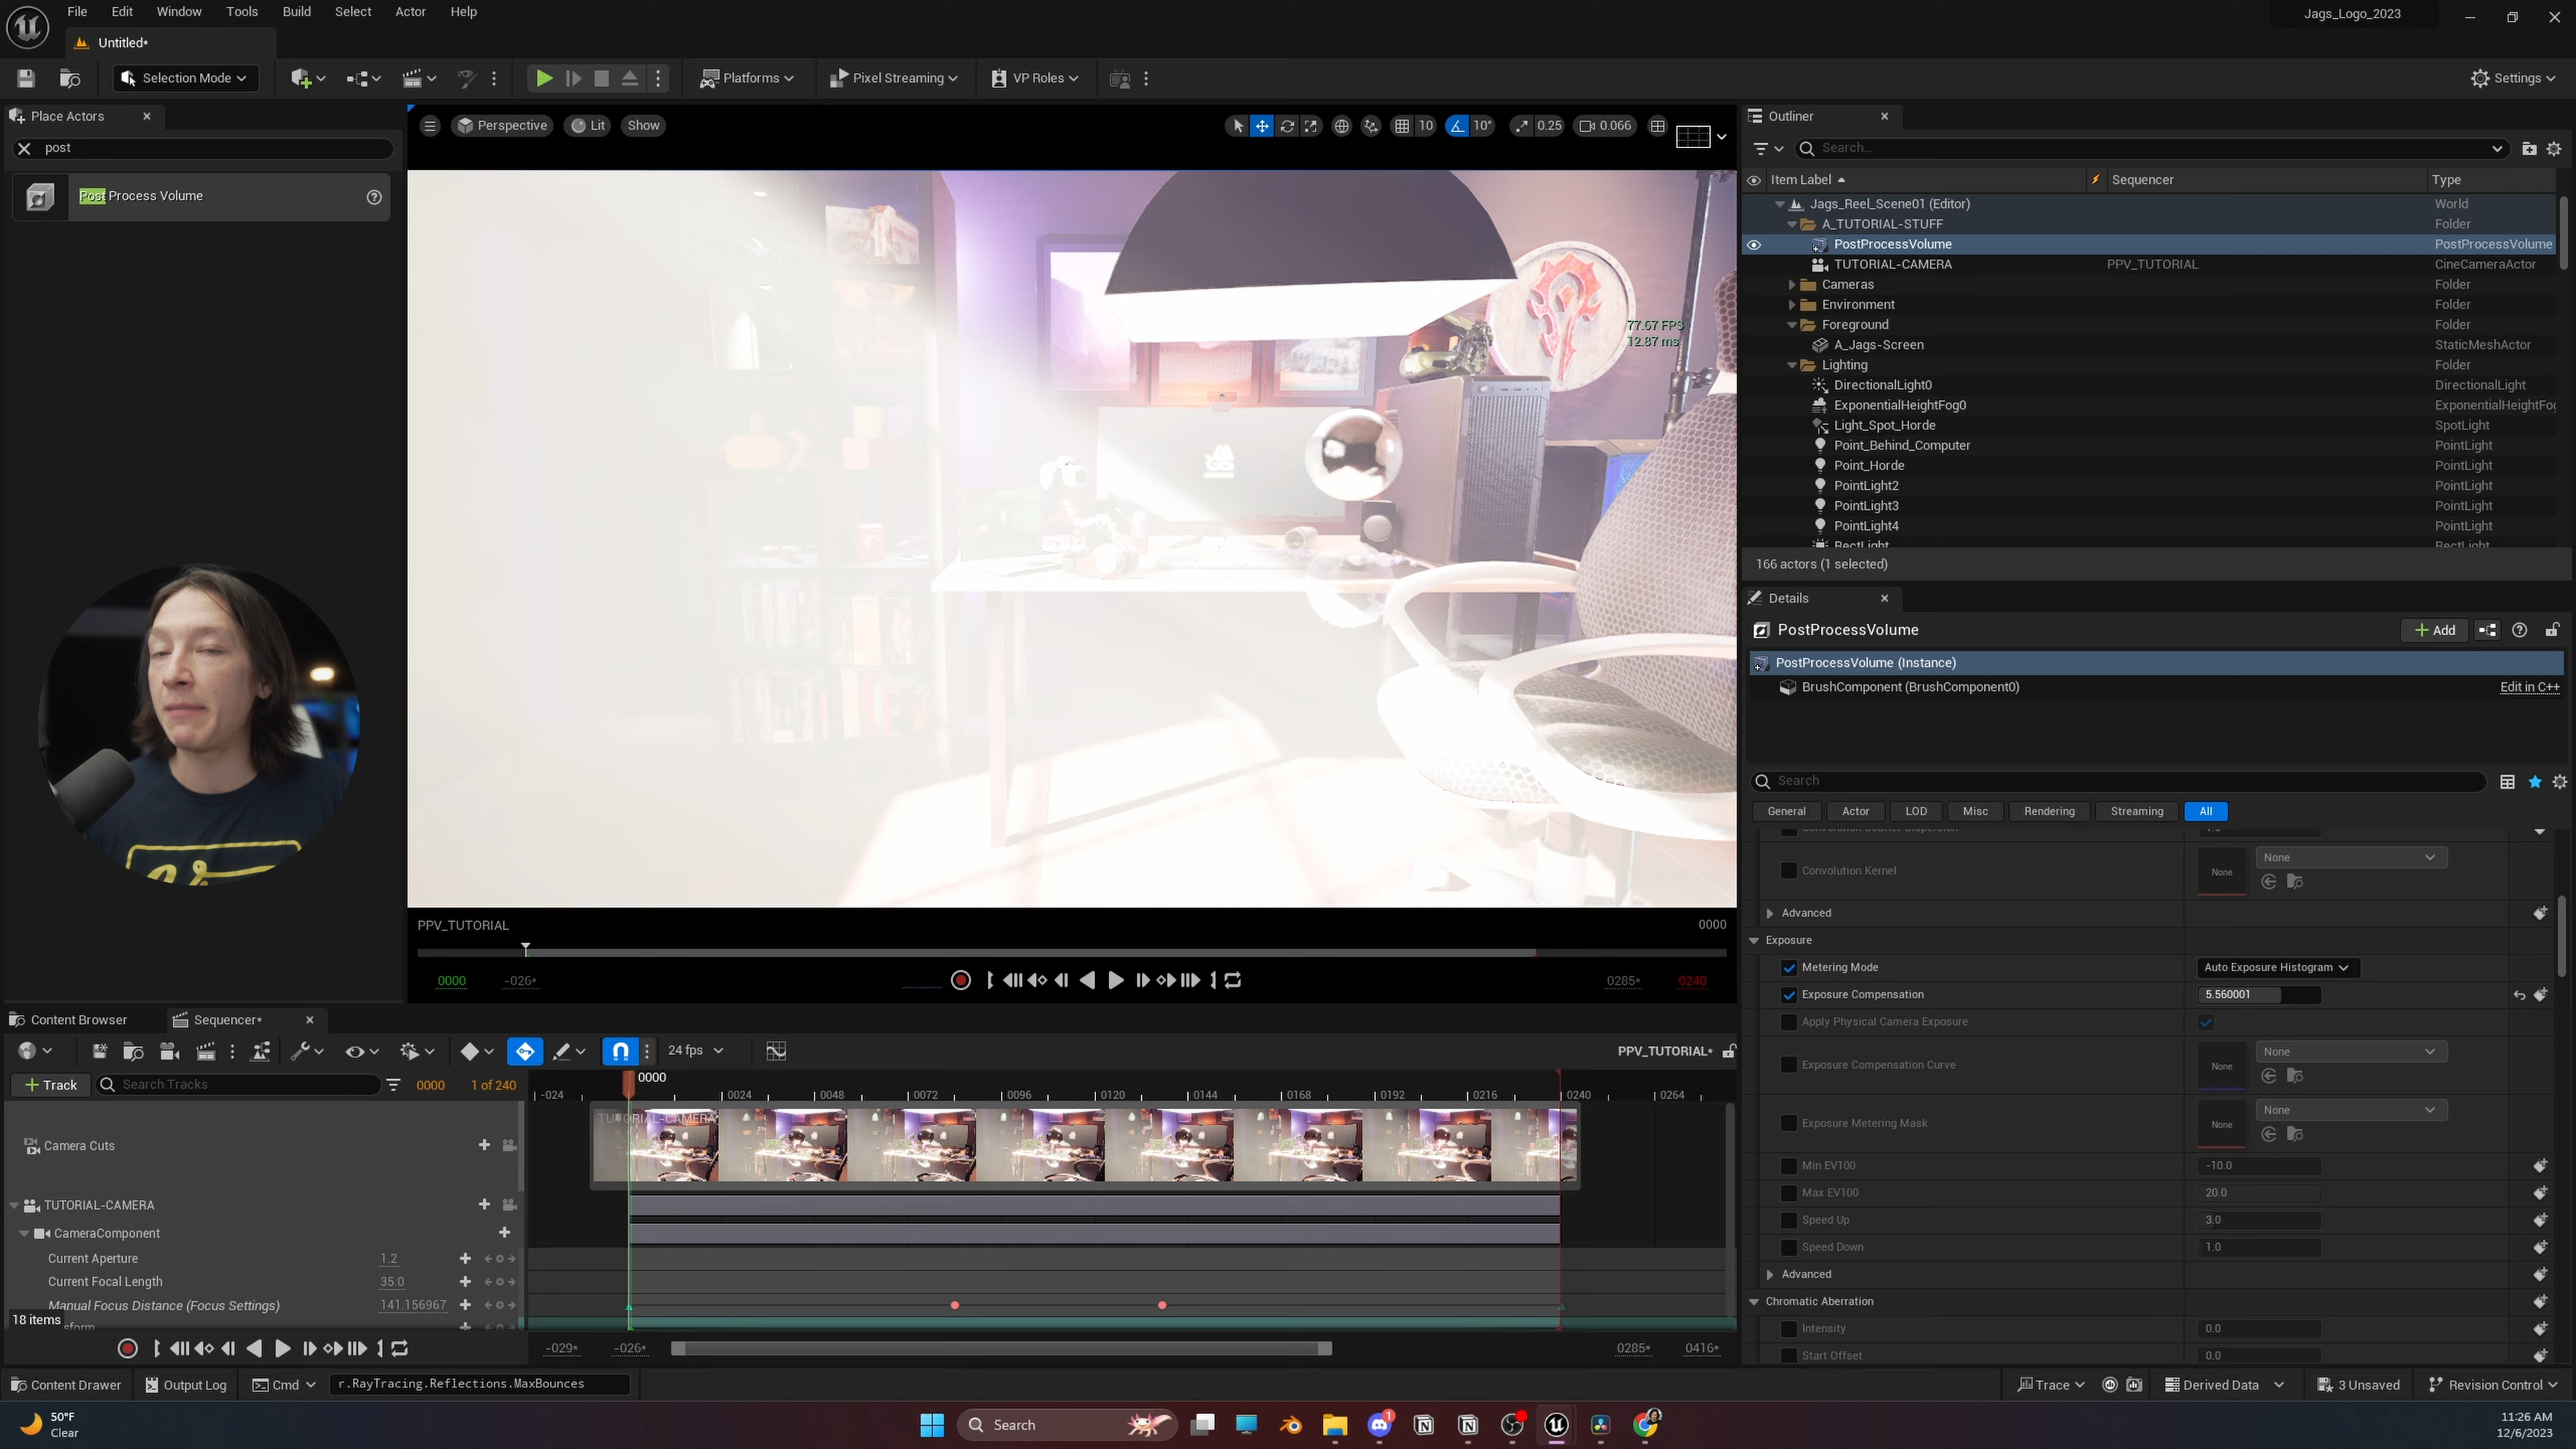 File Edit Window Tools Build Select Actor Help
Jags_Logo_2023
Untitled*
Selection Mode
Platforms
Pixel Streaming
VP Roles
Settings
Place Actors
post
Post Process Volume
Perspective
Lit
Show
10
10°
0.25
0.066
77.67 FPS
12.87 ms
PPV_TUTORIAL
0000
0000
-026*
0285*
0240
Outliner
Search...
Item Label
Sequencer
Type
Jags_Reel_Scene01 (Editor) World
A_TUTORIAL-STUFF Folder
PostProcessVolume PostProcessVolume
TUTORIAL-CAMERA PPV_TUTORIAL CineCameraActor
Cameras Folder
Environment Folder
Foreground Folder
A_Jags-Screen StaticMeshActor
Lighting Folder
DirectionalLight0 DirectionalLight
ExponentialHeightFog0 ExponentialHeightFog
Light_Spot_Horde SpotLight
Point_Behind_Computer PointLight
Point_Horde PointLight
PointLight2 PointLight
PointLight3 PointLight
PointLight4 PointLight
RectLight RectLight
166 actors (1 selected)
Details
PostProcessVolume
Add
PostProcessVolume (Instance)
BrushComponent (BrushComponent0) Edit in C++
Search
General Actor LOD Misc Rendering Streaming All
Convolution Scatter Dispersion 1.0
Convolution Kernel None None
Advanced
Exposure
Metering Mode Auto Exposure Histogram
Exposure Compensation 5.560001
Apply Physical Camera Exposure
Exposure Compensation Curve None None
Exposure Metering Mask None None
Min EV100 -10.0
Max EV100 20.0
Speed Up 3.0
Speed Down 1.0
Advanced
Chromatic Aberration
Intensity 0.0
Start Offset 0.0
Content Browser
Sequencer*
24 fps
PPV_TUTORIAL*
Track
Search Tracks
0000
1 of 240
0000
-024 0024 0048 0072 0096 0120 0144 0168 0192 0216 0240 0264
TUTORIAL-CAMERA
Camera Cuts
TUTORIAL-CAMERA
CameraComponent
Current Aperture 1.2
Current Focal Length 35.0
Manual Focus Distance (Focus Settings) 141.156967
18 items
-029* -026* 0285* 0416*
Content Drawer
Output Log
Cmd
r.RayTracing.Reflections.MaxBounces
Trace
Derived Data
3 Unsaved
Revision Control
50°F
Clear
Search
1
11:26 AM
12/6/2023